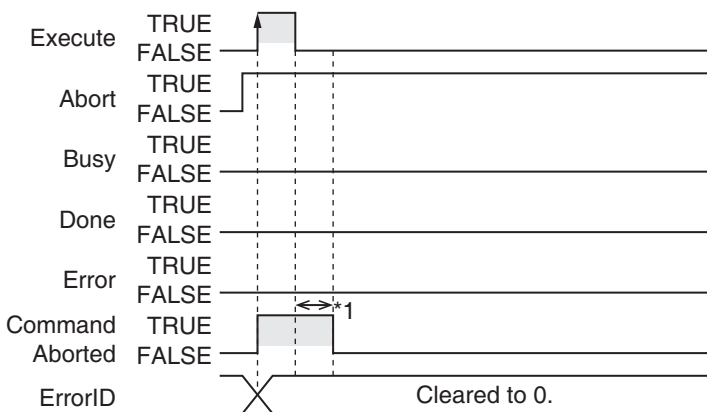 Execute TRUE
FALSE
Abort TRUE
FALSE
Busy TRUE
FALSE
Done TRUE
FALSE
Error TRUE
FALSE
*1
Command TRUE
Aborted FALSE
ErrorID Cleared to 0.